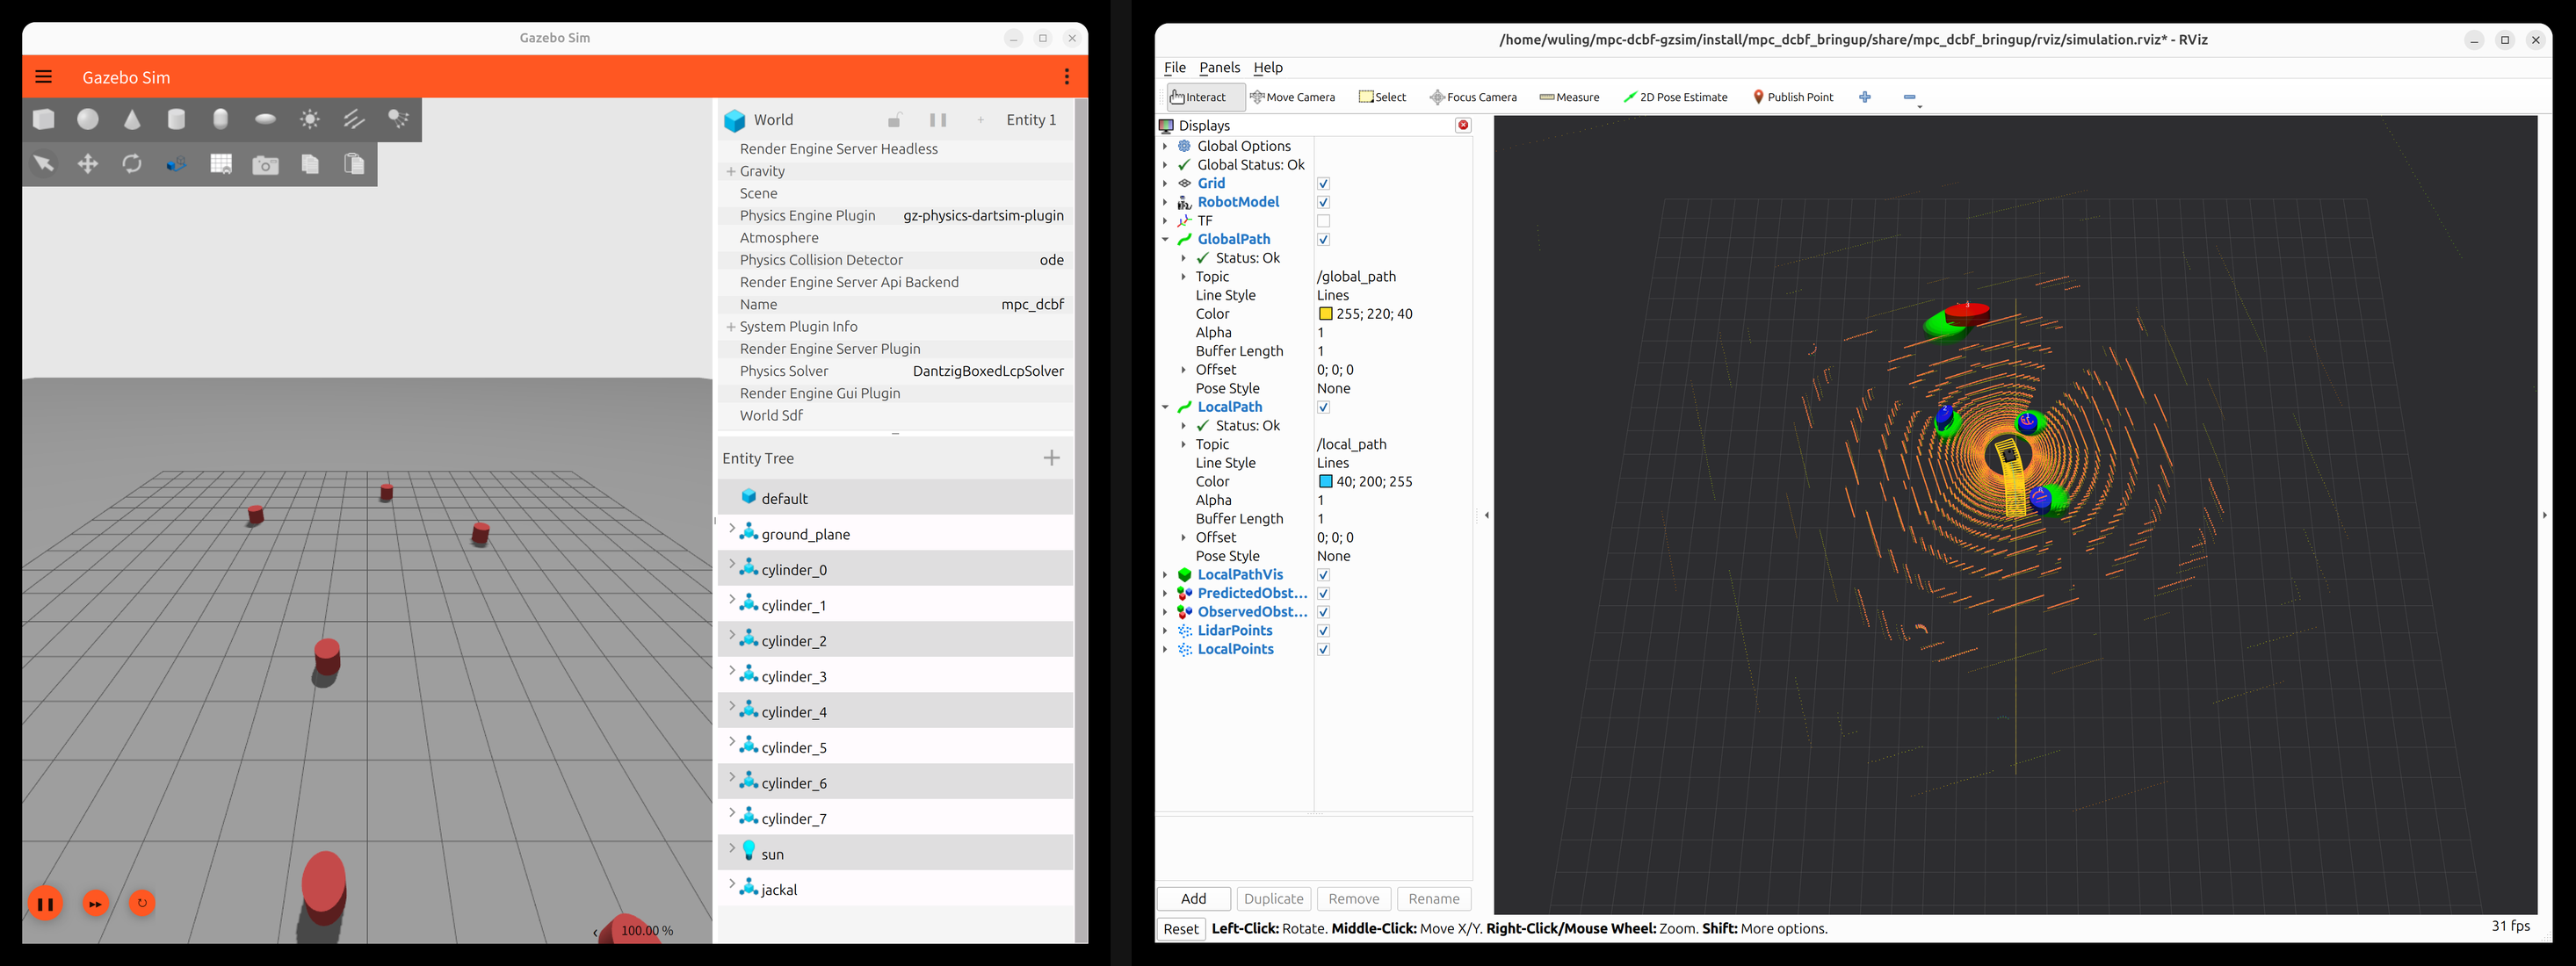 Gazebo Sim
Gazebo Sim
World
Entity 1
Render Engine Server Headless
Gravity
Scene
Physics Engine Plugin gz-physics-dartsim-plugin
Atmosphere
Physics Collision Detector ode
Render Engine Server Api Backend
Name mpc_dcbf
System Plugin Info
Render Engine Server Plugin
Physics Solver DantzigBoxedLcpSolver
Render Engine Gui Plugin
World Sdf
Entity Tree
default
ground_plane
cylinder_0
cylinder_1
cylinder_2
cylinder_3
cylinder_4
cylinder_5
cylinder_6
cylinder_7
sun
jackal
100.00 %
/home/wuling/mpc-dcbf-gzsim/install/mpc_dcbf_bringup/share/mpc_dcbf_bringup/rviz/simulation.rviz* - RViz
File Panels Help
Interact Move Camera Select Focus Camera Measure 2D Pose Estimate Publish Point
Displays
Global Options
Global Status: Ok
Grid
RobotModel
TF
GlobalPath
Status: Ok
Topic /global_path
Line Style Lines
Color 255; 220; 40
Alpha 1
Buffer Length 1
Offset 0; 0; 0
Pose Style None
LocalPath
Status: Ok
Topic /local_path
Line Style Lines
Color 40; 200; 255
Alpha 1
Buffer Length 1
Offset 0; 0; 0
Pose Style None
LocalPathVis
PredictedObst...
ObservedObst...
LidarPoints
LocalPoints
Add Duplicate Remove Rename
Reset Left-Click: Rotate. Middle-Click: Move X/Y. Right-Click/Mouse Wheel: Zoom. Shift: More options.
31 fps